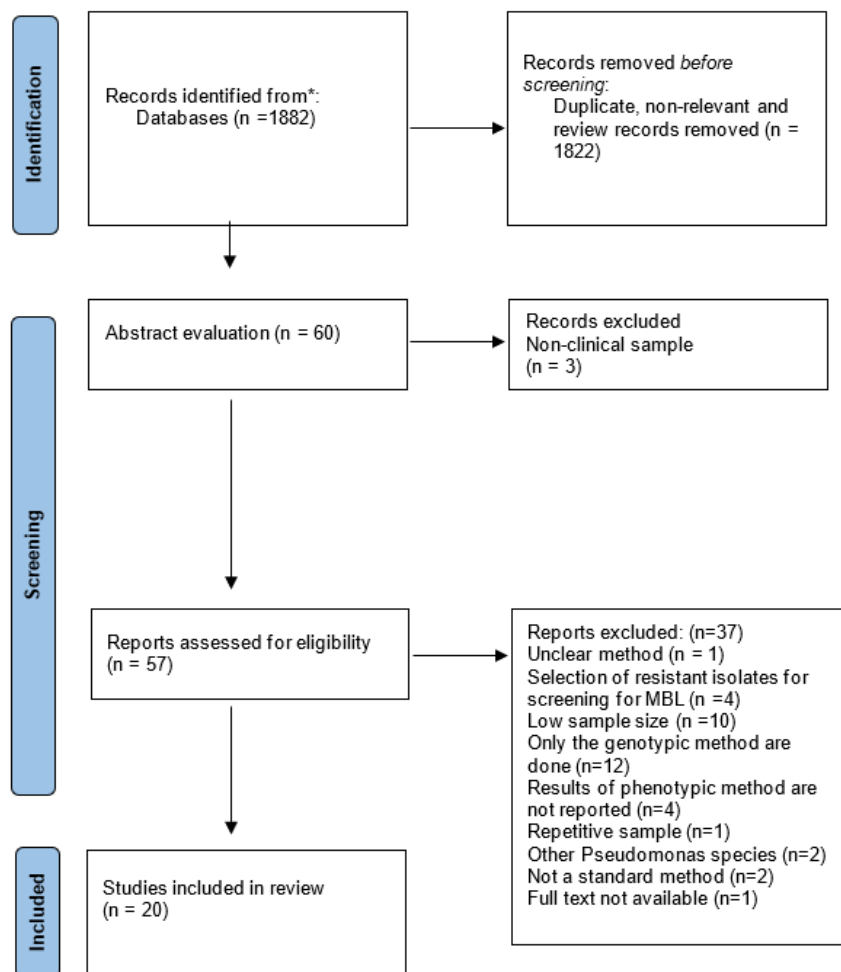 Identification
Records identified from*:
Databases (n =1882)
Records removed before
screening:
Duplicate, non-relevant and
review records removed (n =
1822)
Screening
Abstract evaluation (n = 60)
Records excluded
Non-clinical sample
(n = 3)
Reports assessed for eligibility
(n = 57)
Reports excluded: (n=37)
Unclear method (n = 1)
Selection of resistant isolates for
screening for MBL (n =4)
Low sample size (n =10)
Only the genotypic method are
done (n=12)
Results of phenotypic method are
not reported (n=4)
Repetitive sample (n=1)
Other Pseudomonas species (n=2)
Not a standard method (n=2)
Full text not available (n=1)
Included
Studies included in review
(n = 20)